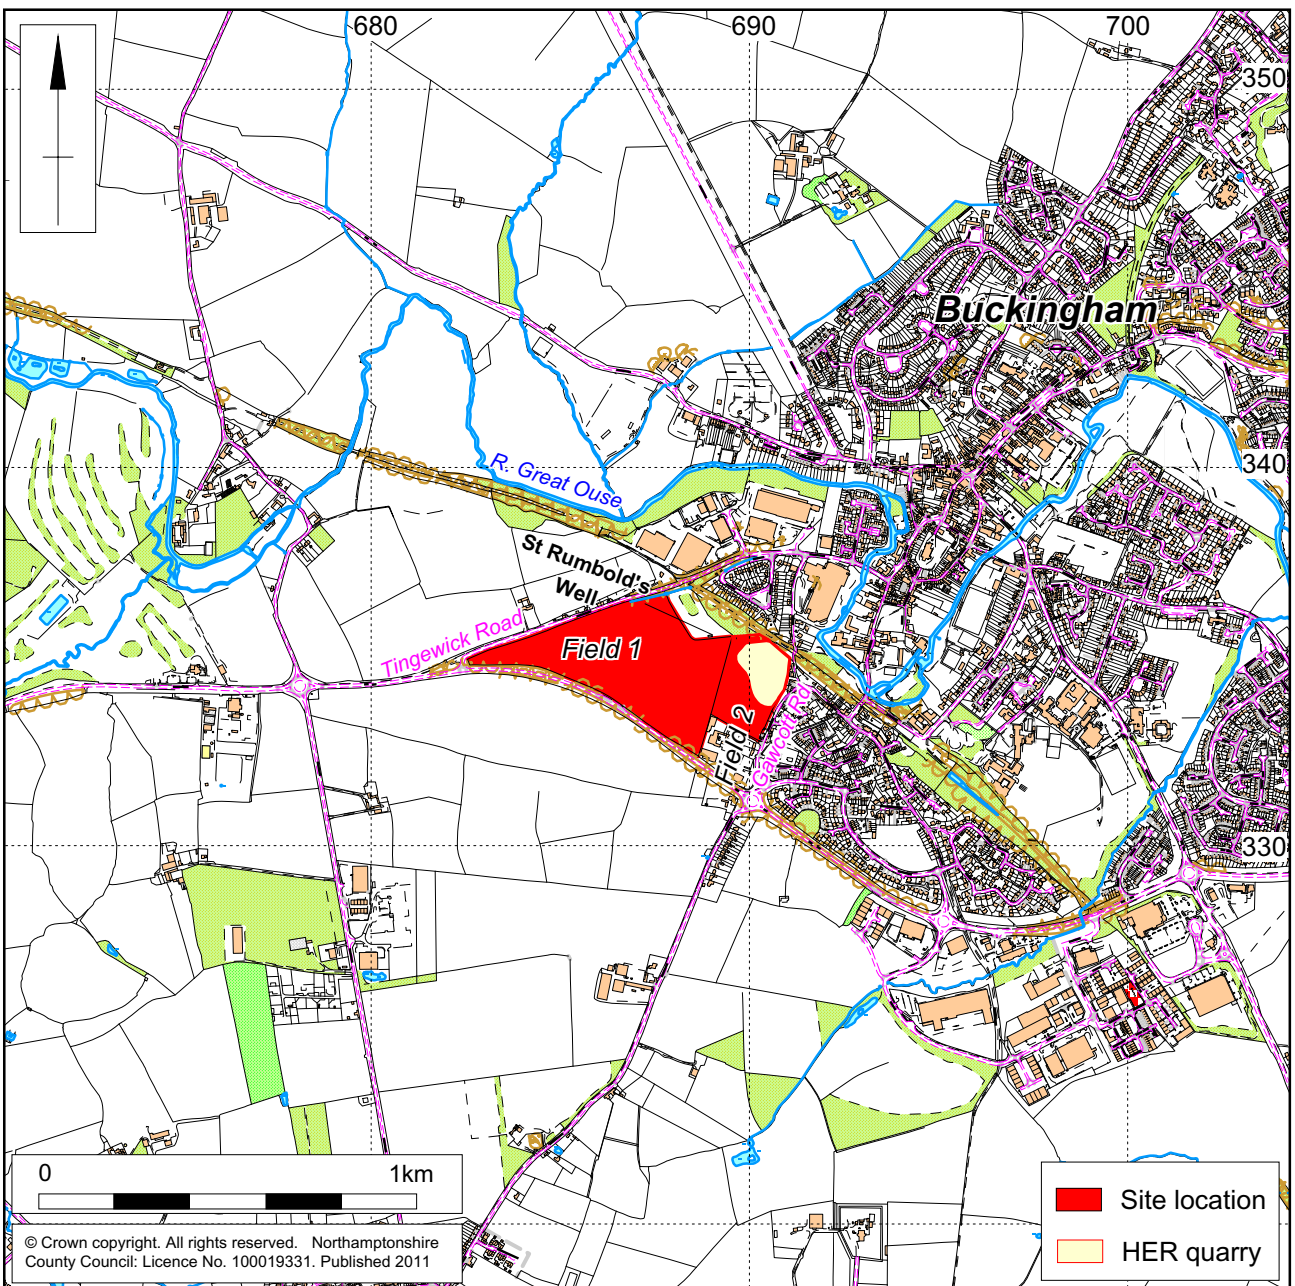 680
690
700
350
Buckingham
340
R. Great Ouse
St Rumbold's
Well
Tingewick Road
Field 1
Field 2
Gawcott Rd
330
0 1km
© Crown copyright. All rights reserved. Northamptonshire
County Council: Licence No. 100019331. Published 2011
Site location
HER quarry